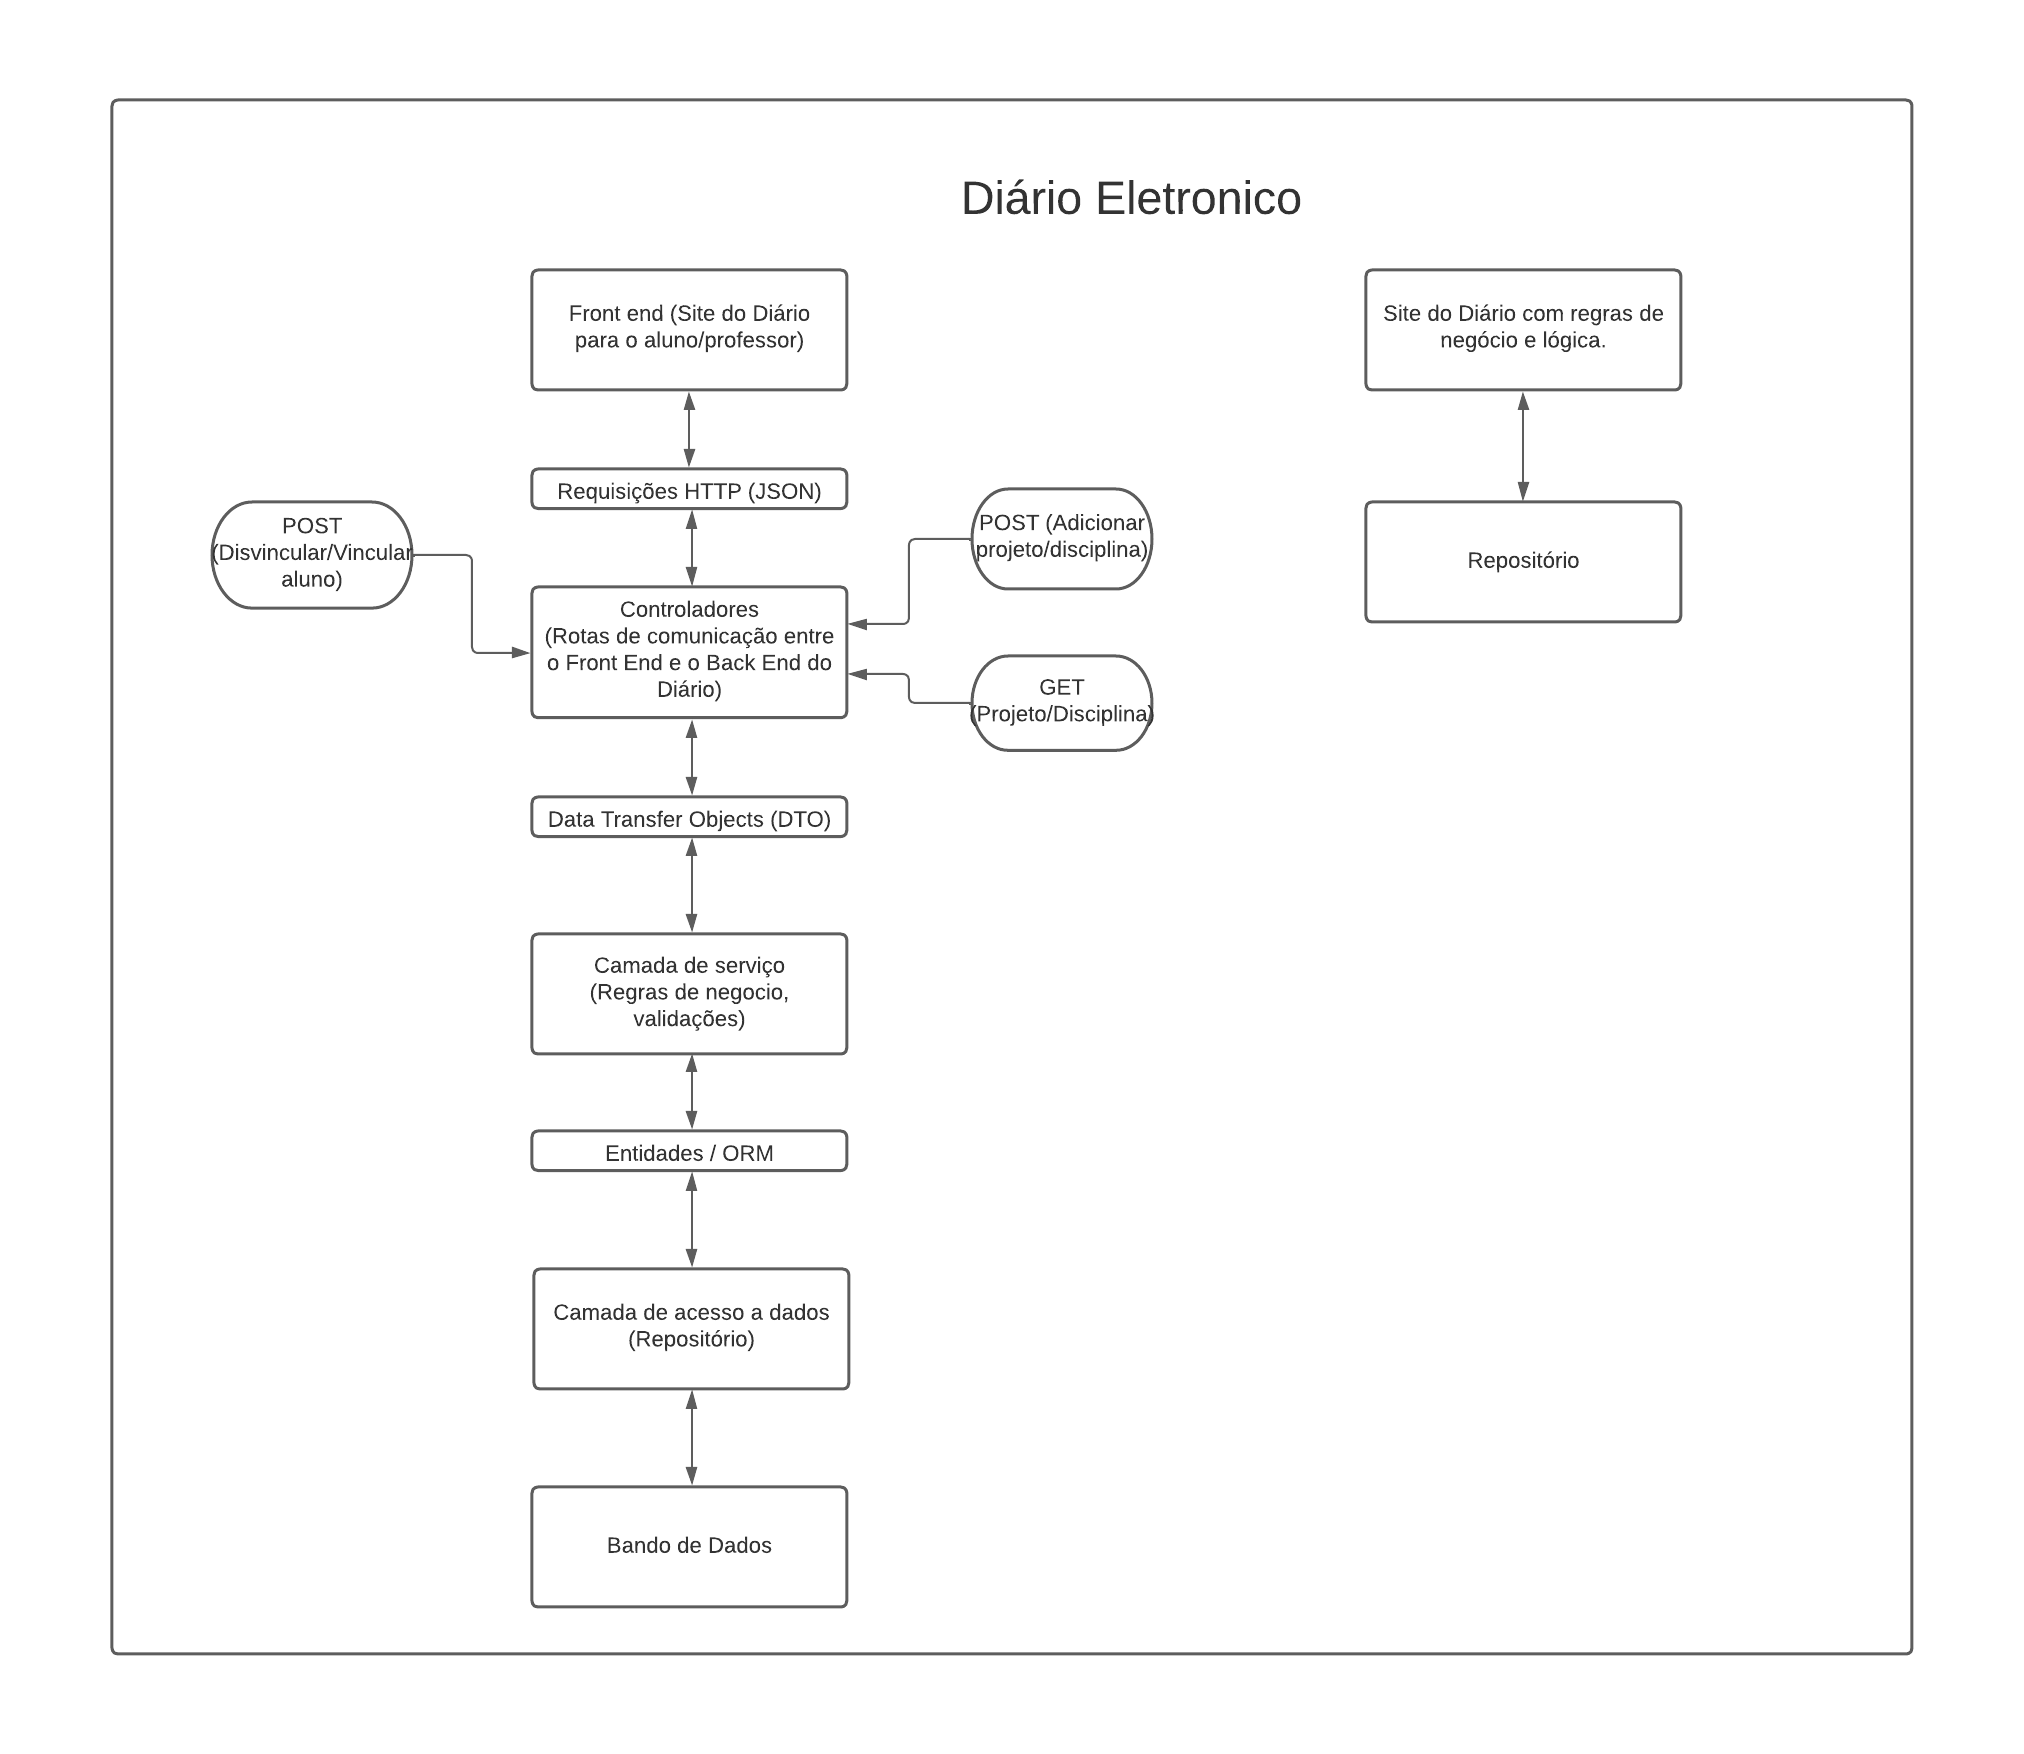 Diário Eletronico
Front end (Site do Diário
para o aluno/professor)
Site do Diário com regras de
negócio e lógica.
Requisições HTTP (JSON)
POST
(Disvincular/Vincular
aluno)
POST (Adicionar
projeto/disciplina)
Repositório
Controladores
(Rotas de comunicação entre
o Front End e o Back End do
Diário)
GET
(Projeto/Disciplina)
Data Transfer Objects (DTO)
Camada de serviço
(Regras de negocio,
validações)
Entidades / ORM
Camada de acesso a dados
(Repositório)
Bando de Dados